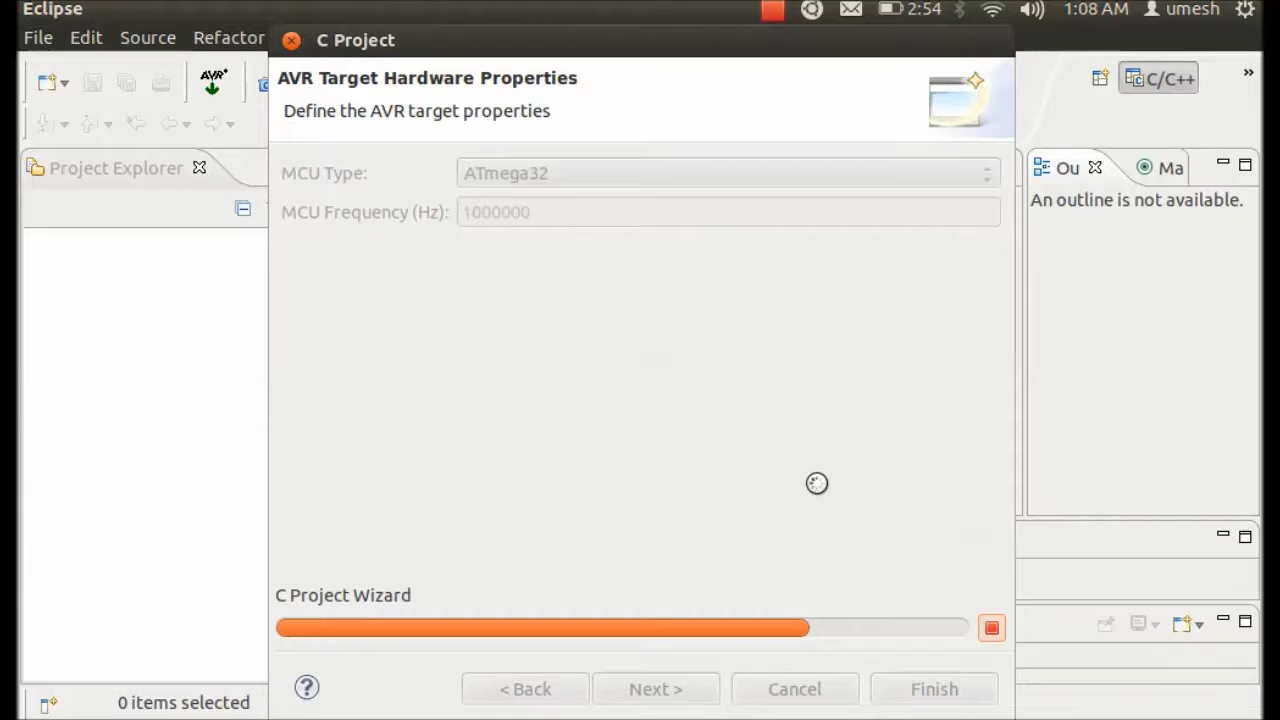 Eclipse
2:54
1:08 AM
umesh
File Edit Source Refactor
C Project
AVR Target Hardware Properties
Define the AVR target properties
AVR
C/C++
Project Explorer
MCU Type:
ATmega32
MCU Frequency (Hz):
1000000
Ou
Ma
An outline is not available.
C Project Wizard
?
< Back
Next >
Cancel
Finish
0 items selected